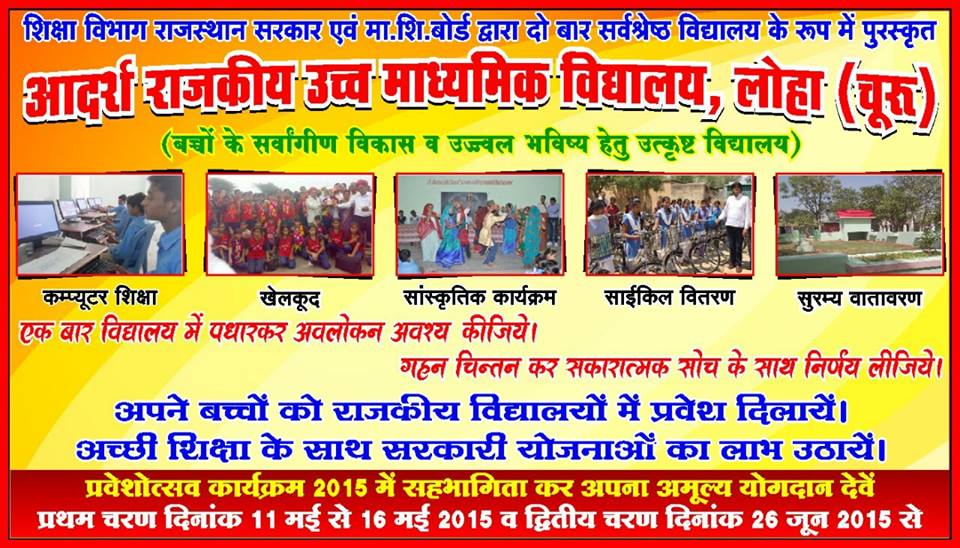 शिक्षा विभाग राजस्थान सरकार एवं मा.शि.बोर्ड द्वारा दो बार सर्वश्रेष्ठ विद्यालय के रूप में पुरस्कृत
आदर्श राजकीय उच्च माध्यमिक विद्यालय, लोहा (चूरू)
(बच्चों के सर्वांगीण विकास व उज्ज्वल भविष्य हेतु उत्कृष्ट विद्यालय)
कम्प्यूटर शिक्षा खेलकूद सांस्कृतिक कार्यक्रम साईकिल वितरण सुरम्य वातावरण
एक बार विद्यालय में पधारकर अवलोकन अवश्य कीजिये।
गहन चिन्तन कर सकारात्मक सोच के साथ निर्णय लीजिये।
अपने बच्चों को राजकीय विद्यालयों में प्रवेश दिलायें।
अच्छी शिक्षा के साथ सरकारी योजनाओं का लाभ उठायें।
प्रवेशोत्सव कार्यक्रम 2015 में सहभागिता कर अपना अमूल्य योगदान देवें
प्रथम चरण दिनांक 11 मई से 16 मई 2015 व द्वितीय चरण दिनांक 26 जून 2015 से